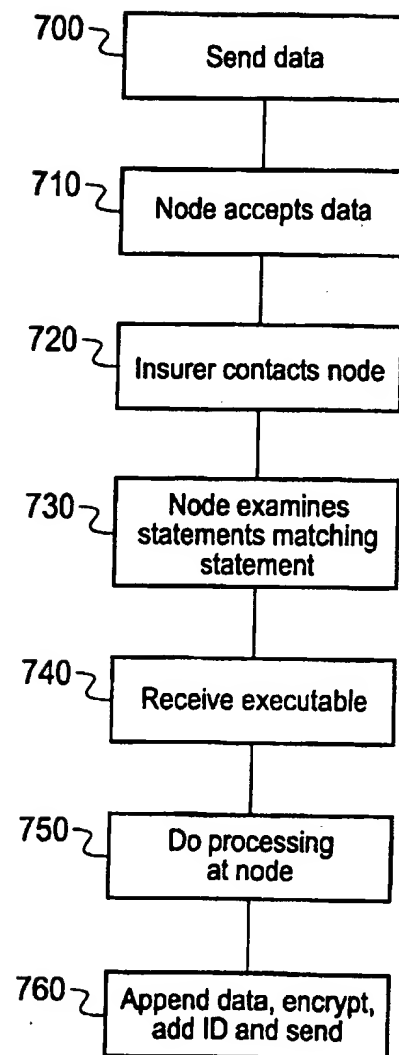 700
Send data
710
Node accepts data
720
Insurer contacts node
730
Node examines
statements matching
statement
740
Receive executable
750
Do processing
at node
760
Append data, encrypt,
add ID and send